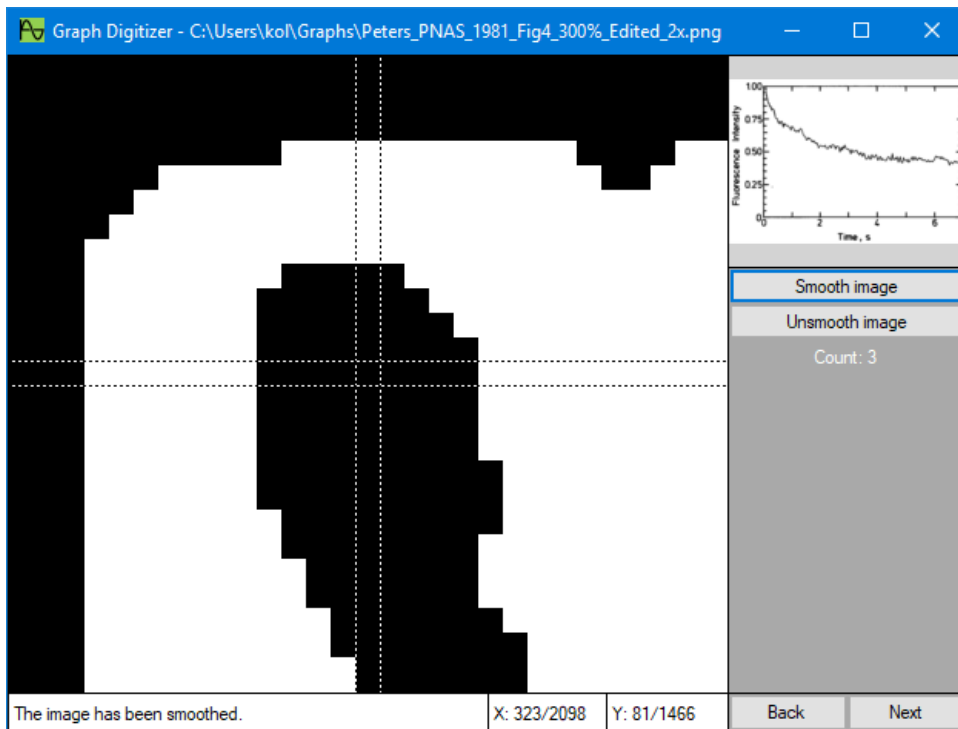 Graph Digitizer - C:\Users\kol\Graphs\Peters_PNAS_1981_Fig4_300%_Edited_2x.png
1.00
0.75
0.50
0.25
0
Fluorescence Intensity
0 2 4 6
Time, s
Smooth image
Unsmooth image
Count: 3
The image has been smoothed. X: 323/2098 Y: 81/1466 Back Next